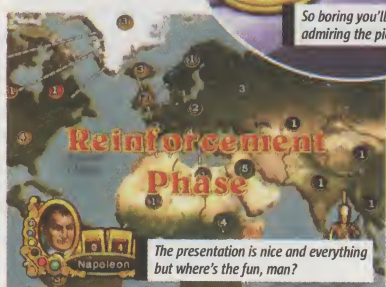 So boring you'll
admiring the pi
Reinforcement
Phase
Napoleon
The presentation is nice and everything
but where's the fun, man?